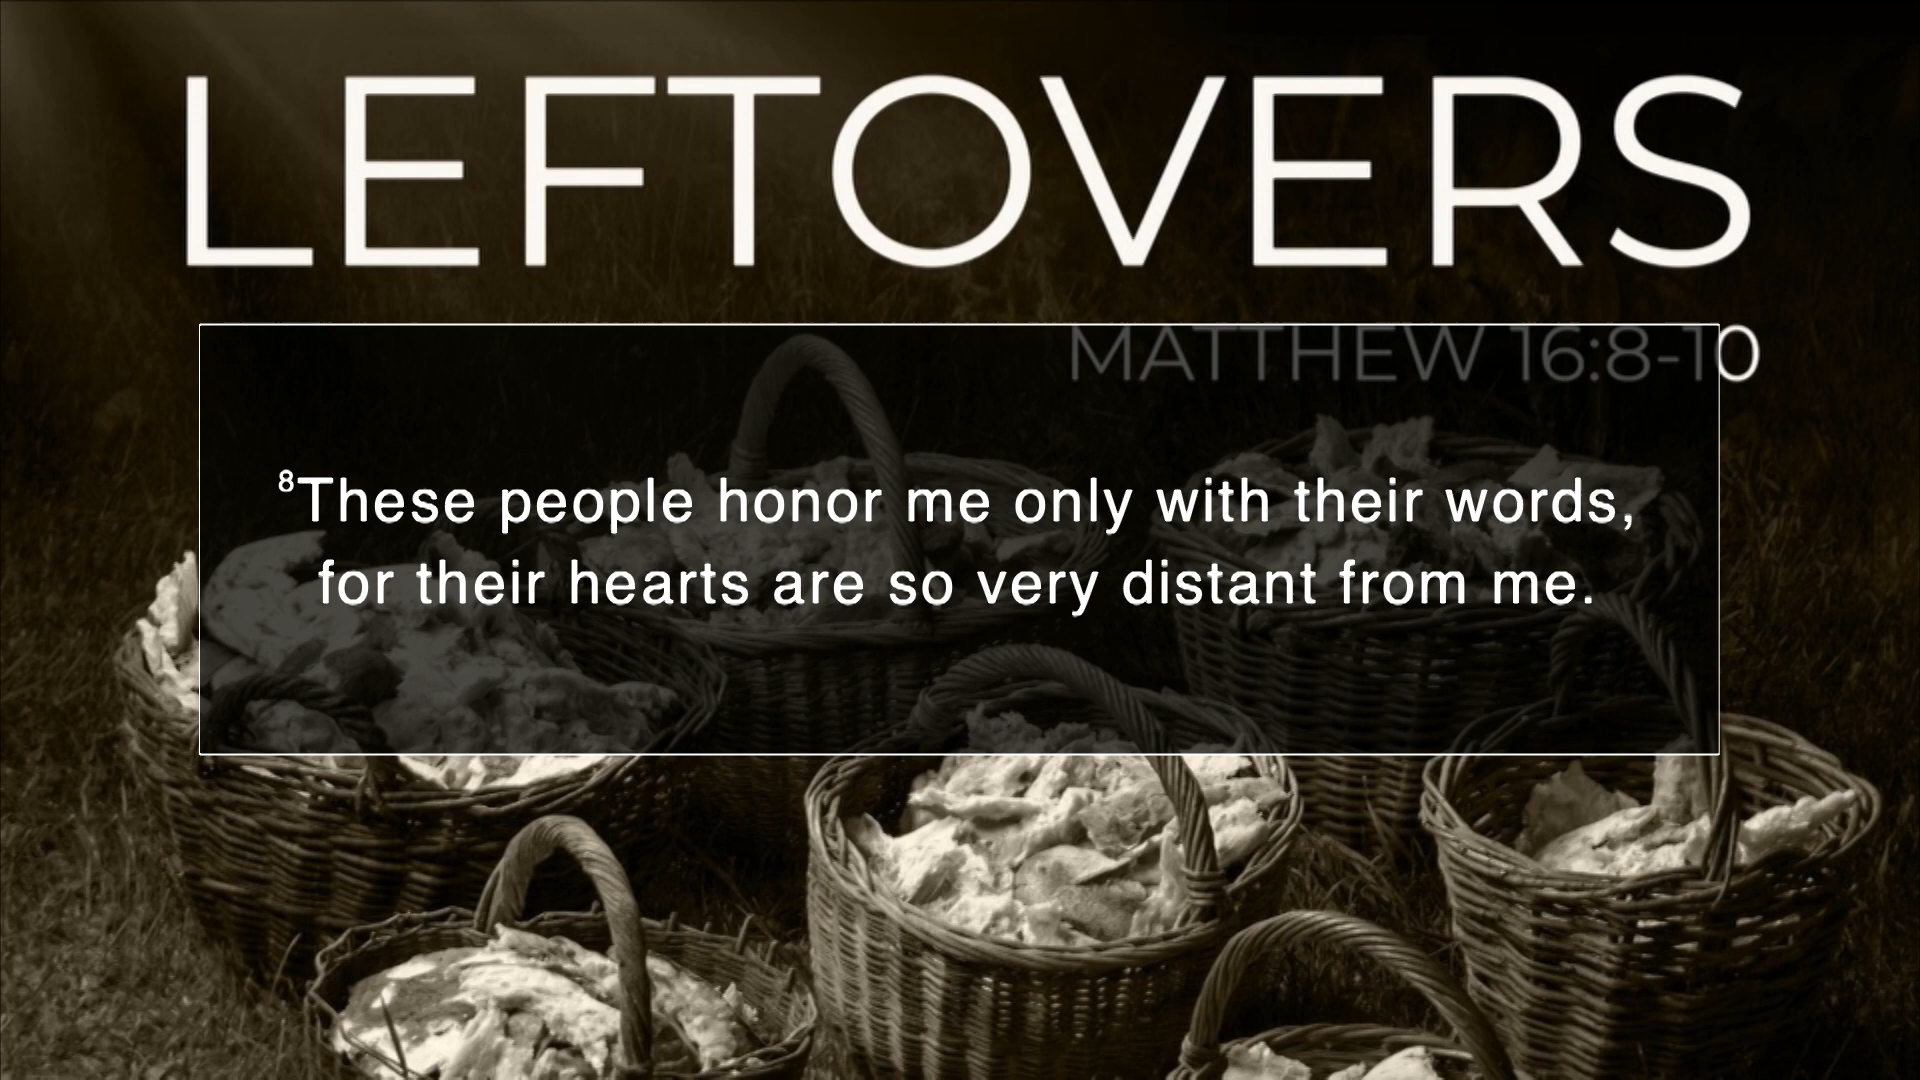 LEFTOVERS
MATTHEW 16:8-10
⁸These people honor me only with their words,
for their hearts are so very distant from me.